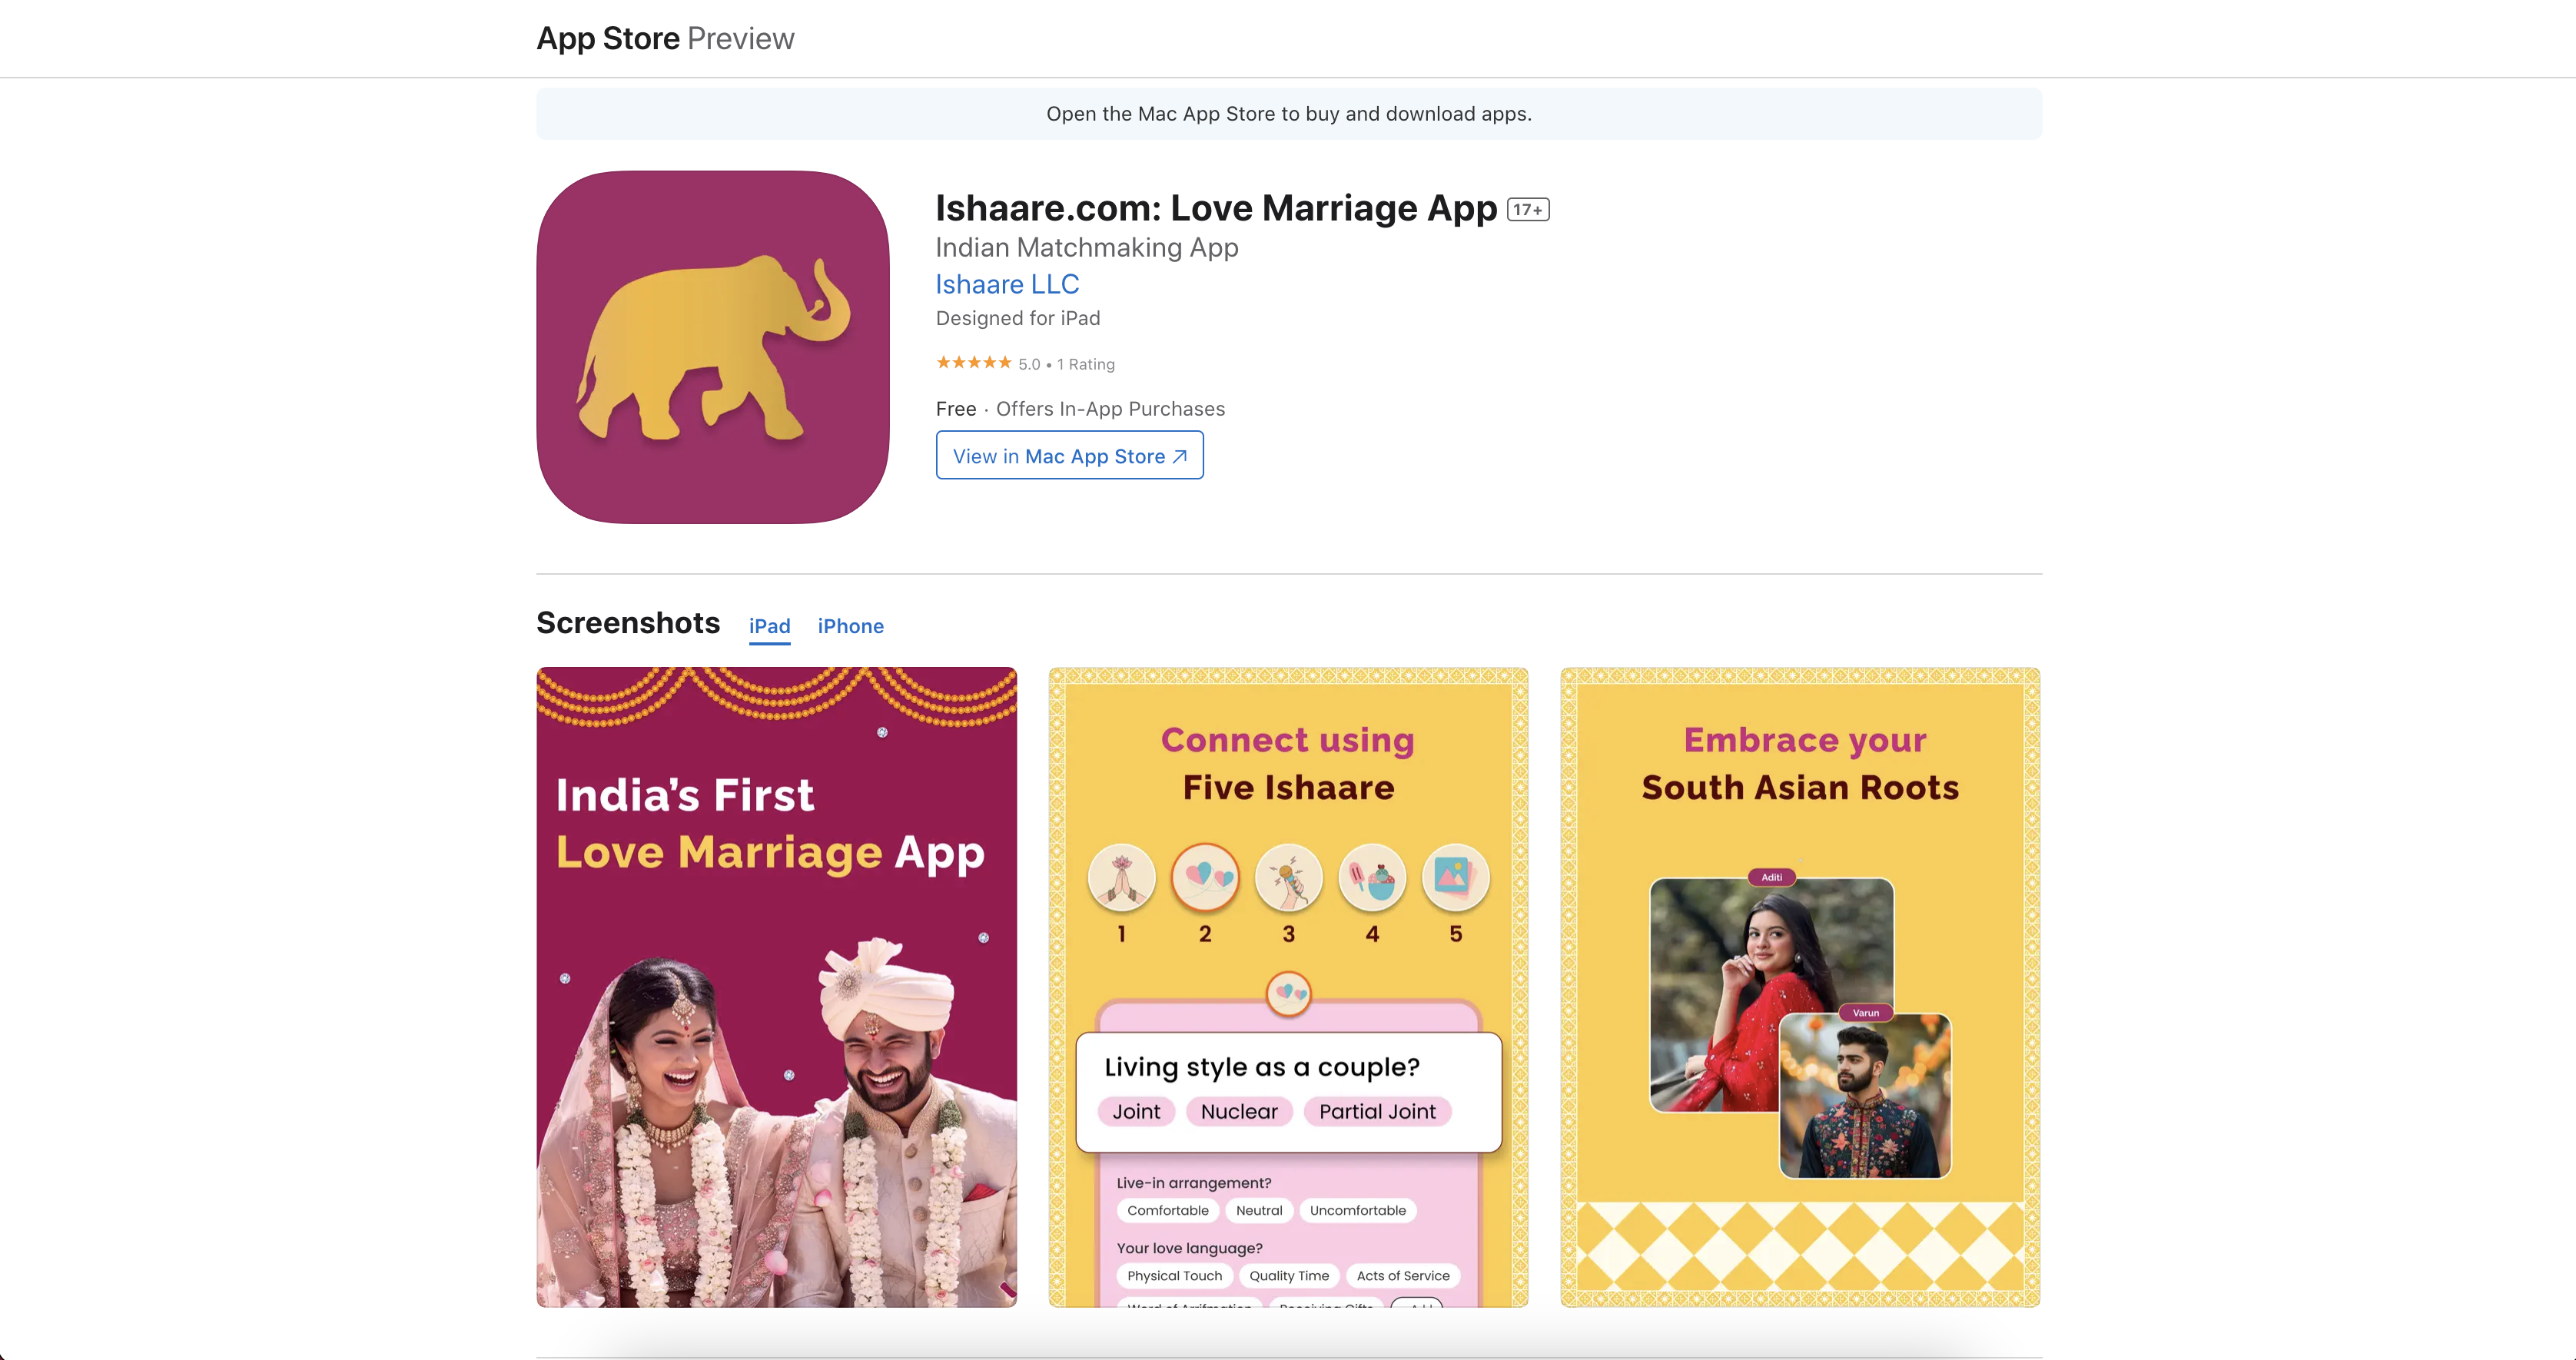 App Store Preview
Open the Mac App Store to buy and download apps.
Ishaare.com: Love Marriage App 17+
Indian Matchmaking App
Ishaare LLC
Designed for iPad
★★★★★ 5.0 • 1 Rating
Free · Offers In-App Purchases
View in Mac App Store ↗
Screenshots iPad iPhone
India's First
Love Marriage App
Connect using
Five Ishaare
1 2 3 4 5
Living style as a couple?
Joint Nuclear Partial Joint
Live-in arrangement?
Comfortable Neutral Uncomfortable
Your love language?
Physical Touch Quality Time Acts of Service
Embrace your
South Asian Roots
Aditi
Varun